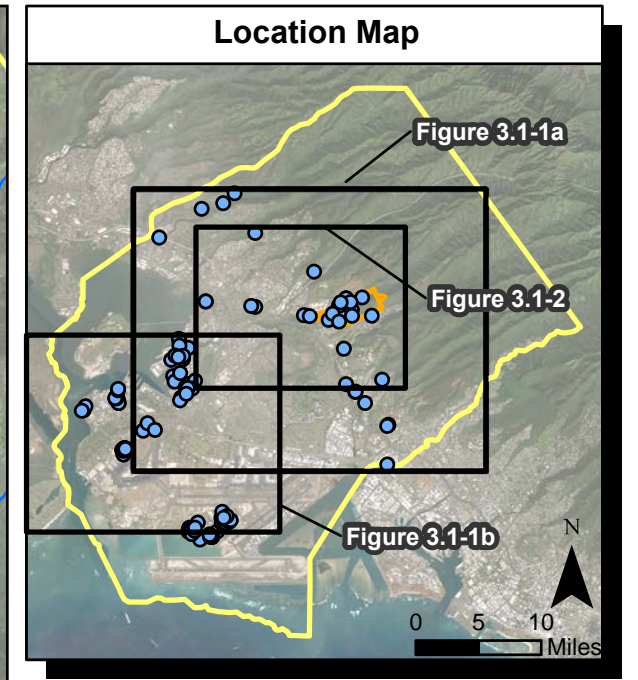 Location Map
Figure 3.1-1a
Figure 3.1-2
Figure 3.1-1b
N
0 5 10
Miles